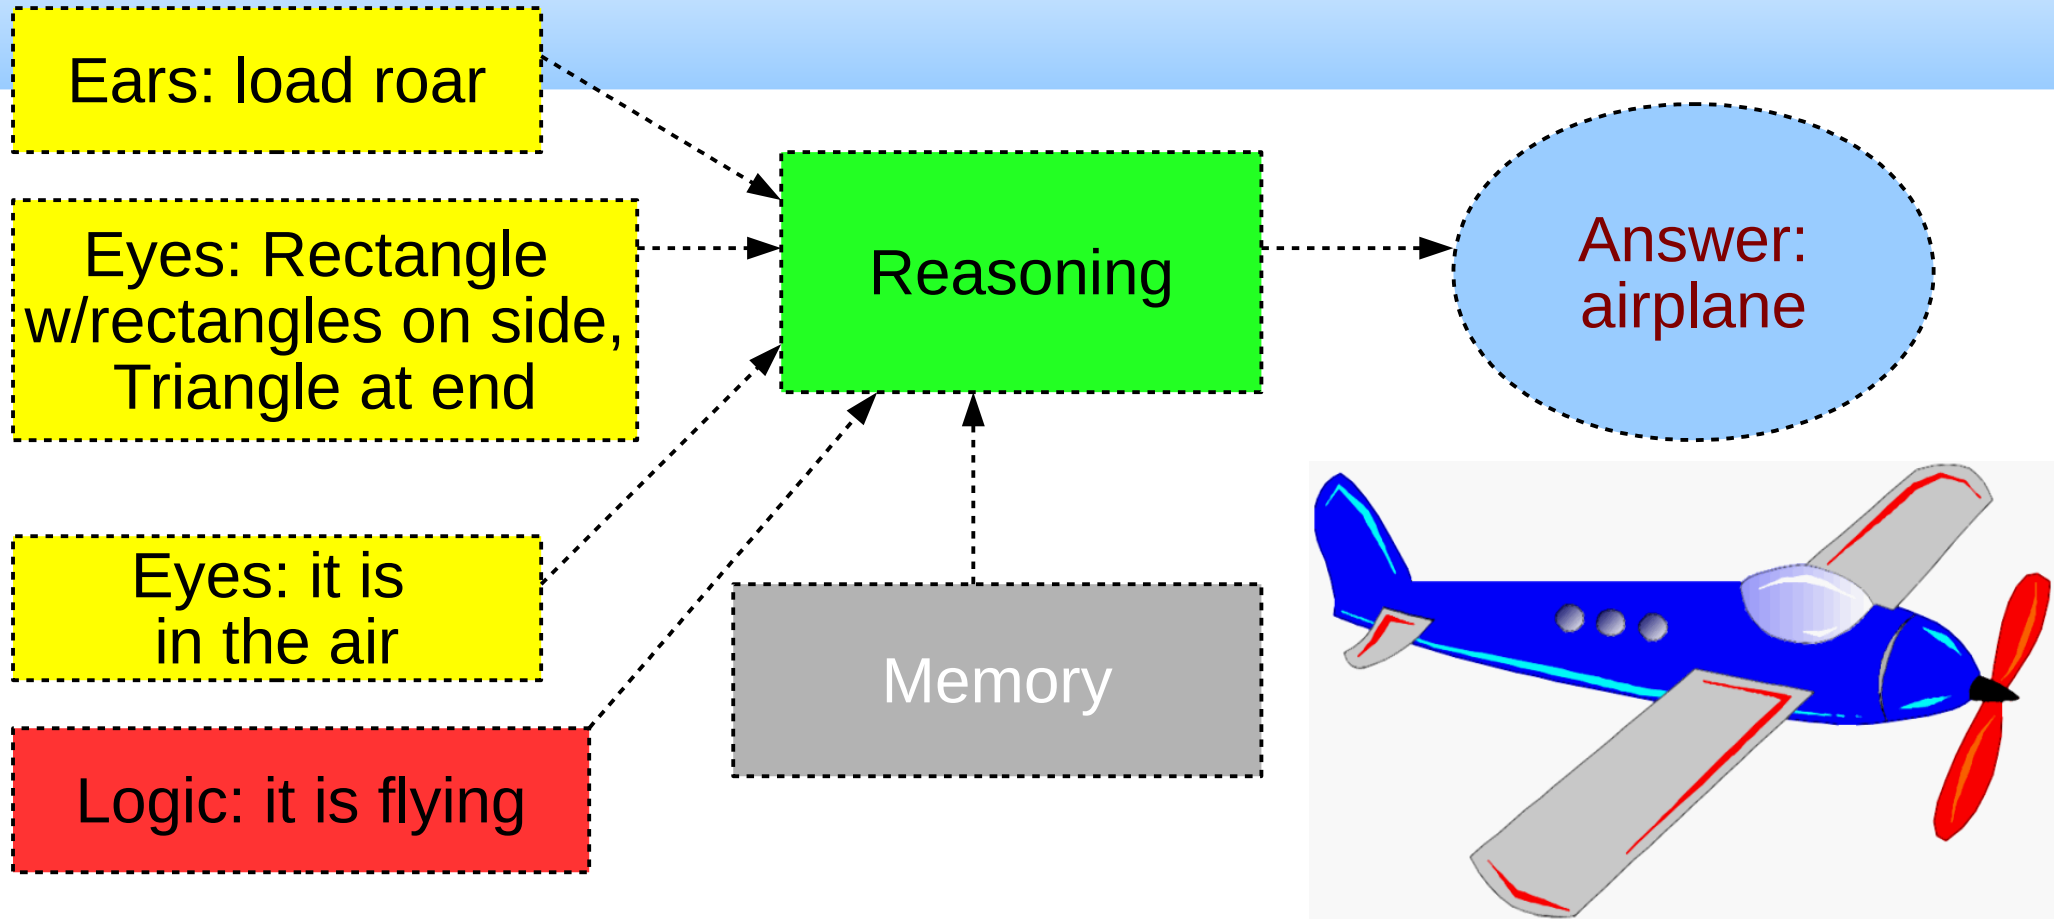 Ears: load roar
Eyes: Rectangle
w/rectangles on side,
Triangle at end
Eyes: it is
in the air
Logic: it is flying
Reasoning
Memory
Answer:
airplane